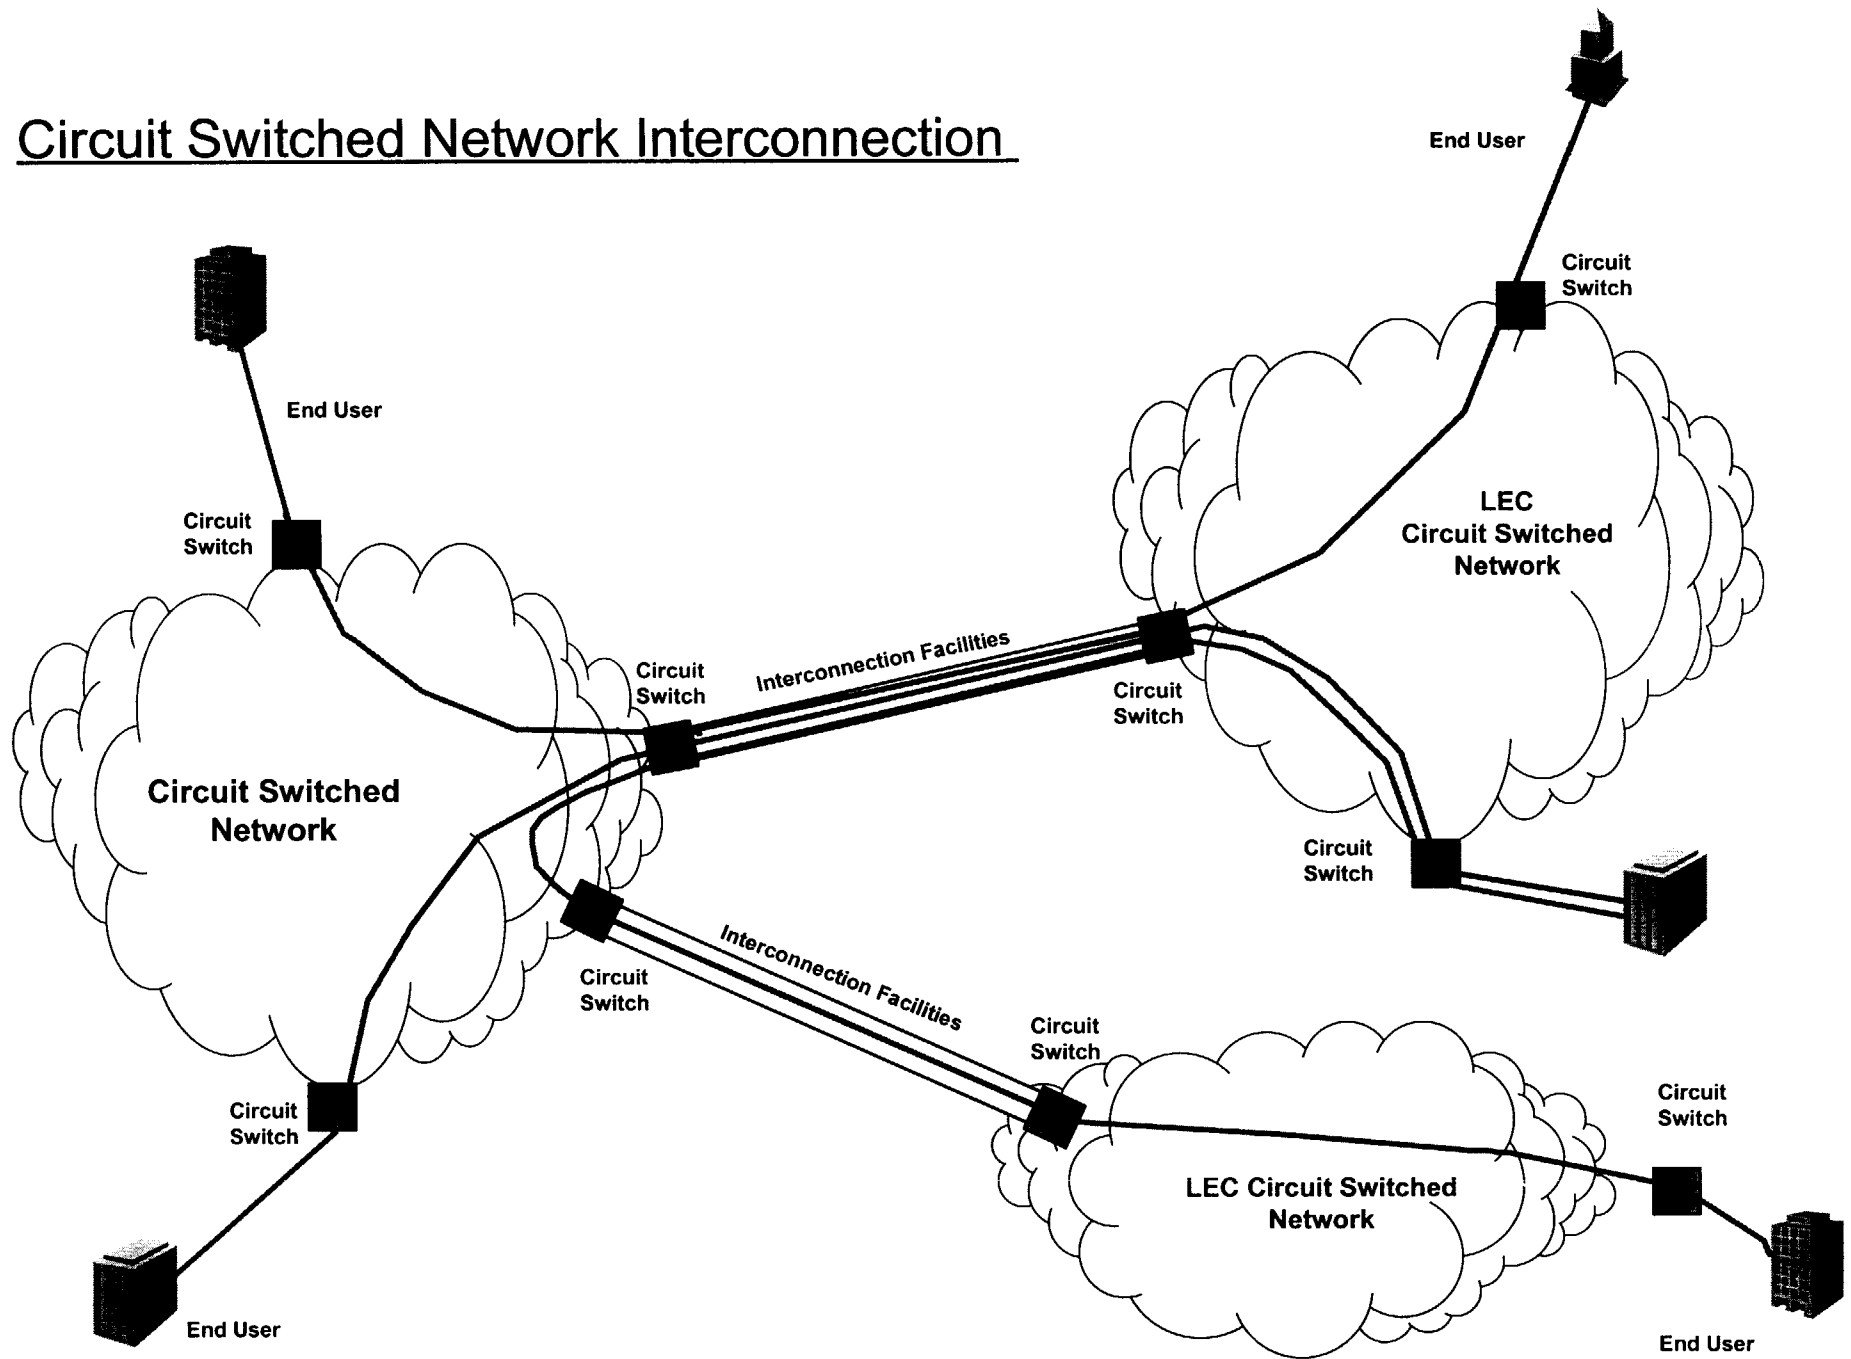 Circuit Switched Network Interconnection
End User
Circuit
Switch
End User
Circuit
Switch
LEC
Circuit Switched
Network
Interconnection Facilities
Circuit
Switch
Circuit
Switch
Circuit Switched
Network
Circuit
Switch
Interconnection Facilities
Circuit
Switch
Circuit
Switch
Circuit
Switch
Circuit
Switch
LEC Circuit Switched
Network
End User
End User